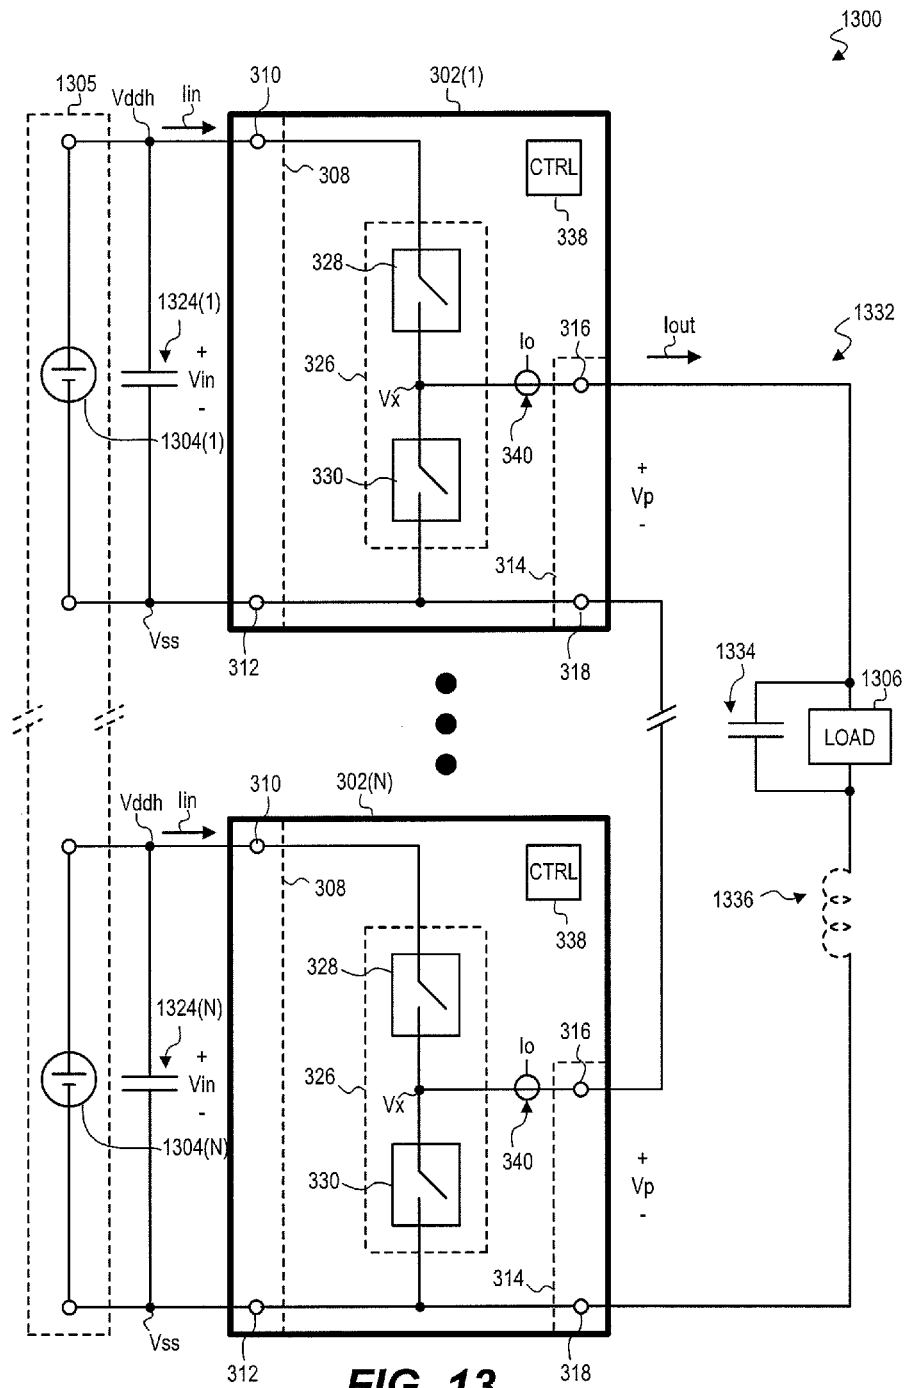 1300
1305
310
302(1)
Vddh
Iin
308
CTRL
338
328
1324(1)
+
Vin
-
326
Io
316
Iout
1332
Vx
340
1304(1)
330
+
Vp
-
314
Vss
312
318
1334
1306
LOAD
310
302(N)
Vddh
Iin
308
CTRL
338
1336
328
1324(N)
+
Vin
-
326
Io
316
Vx
340
1304(N)
330
+
Vp
-
314
Vss
312
318
FIG. 13